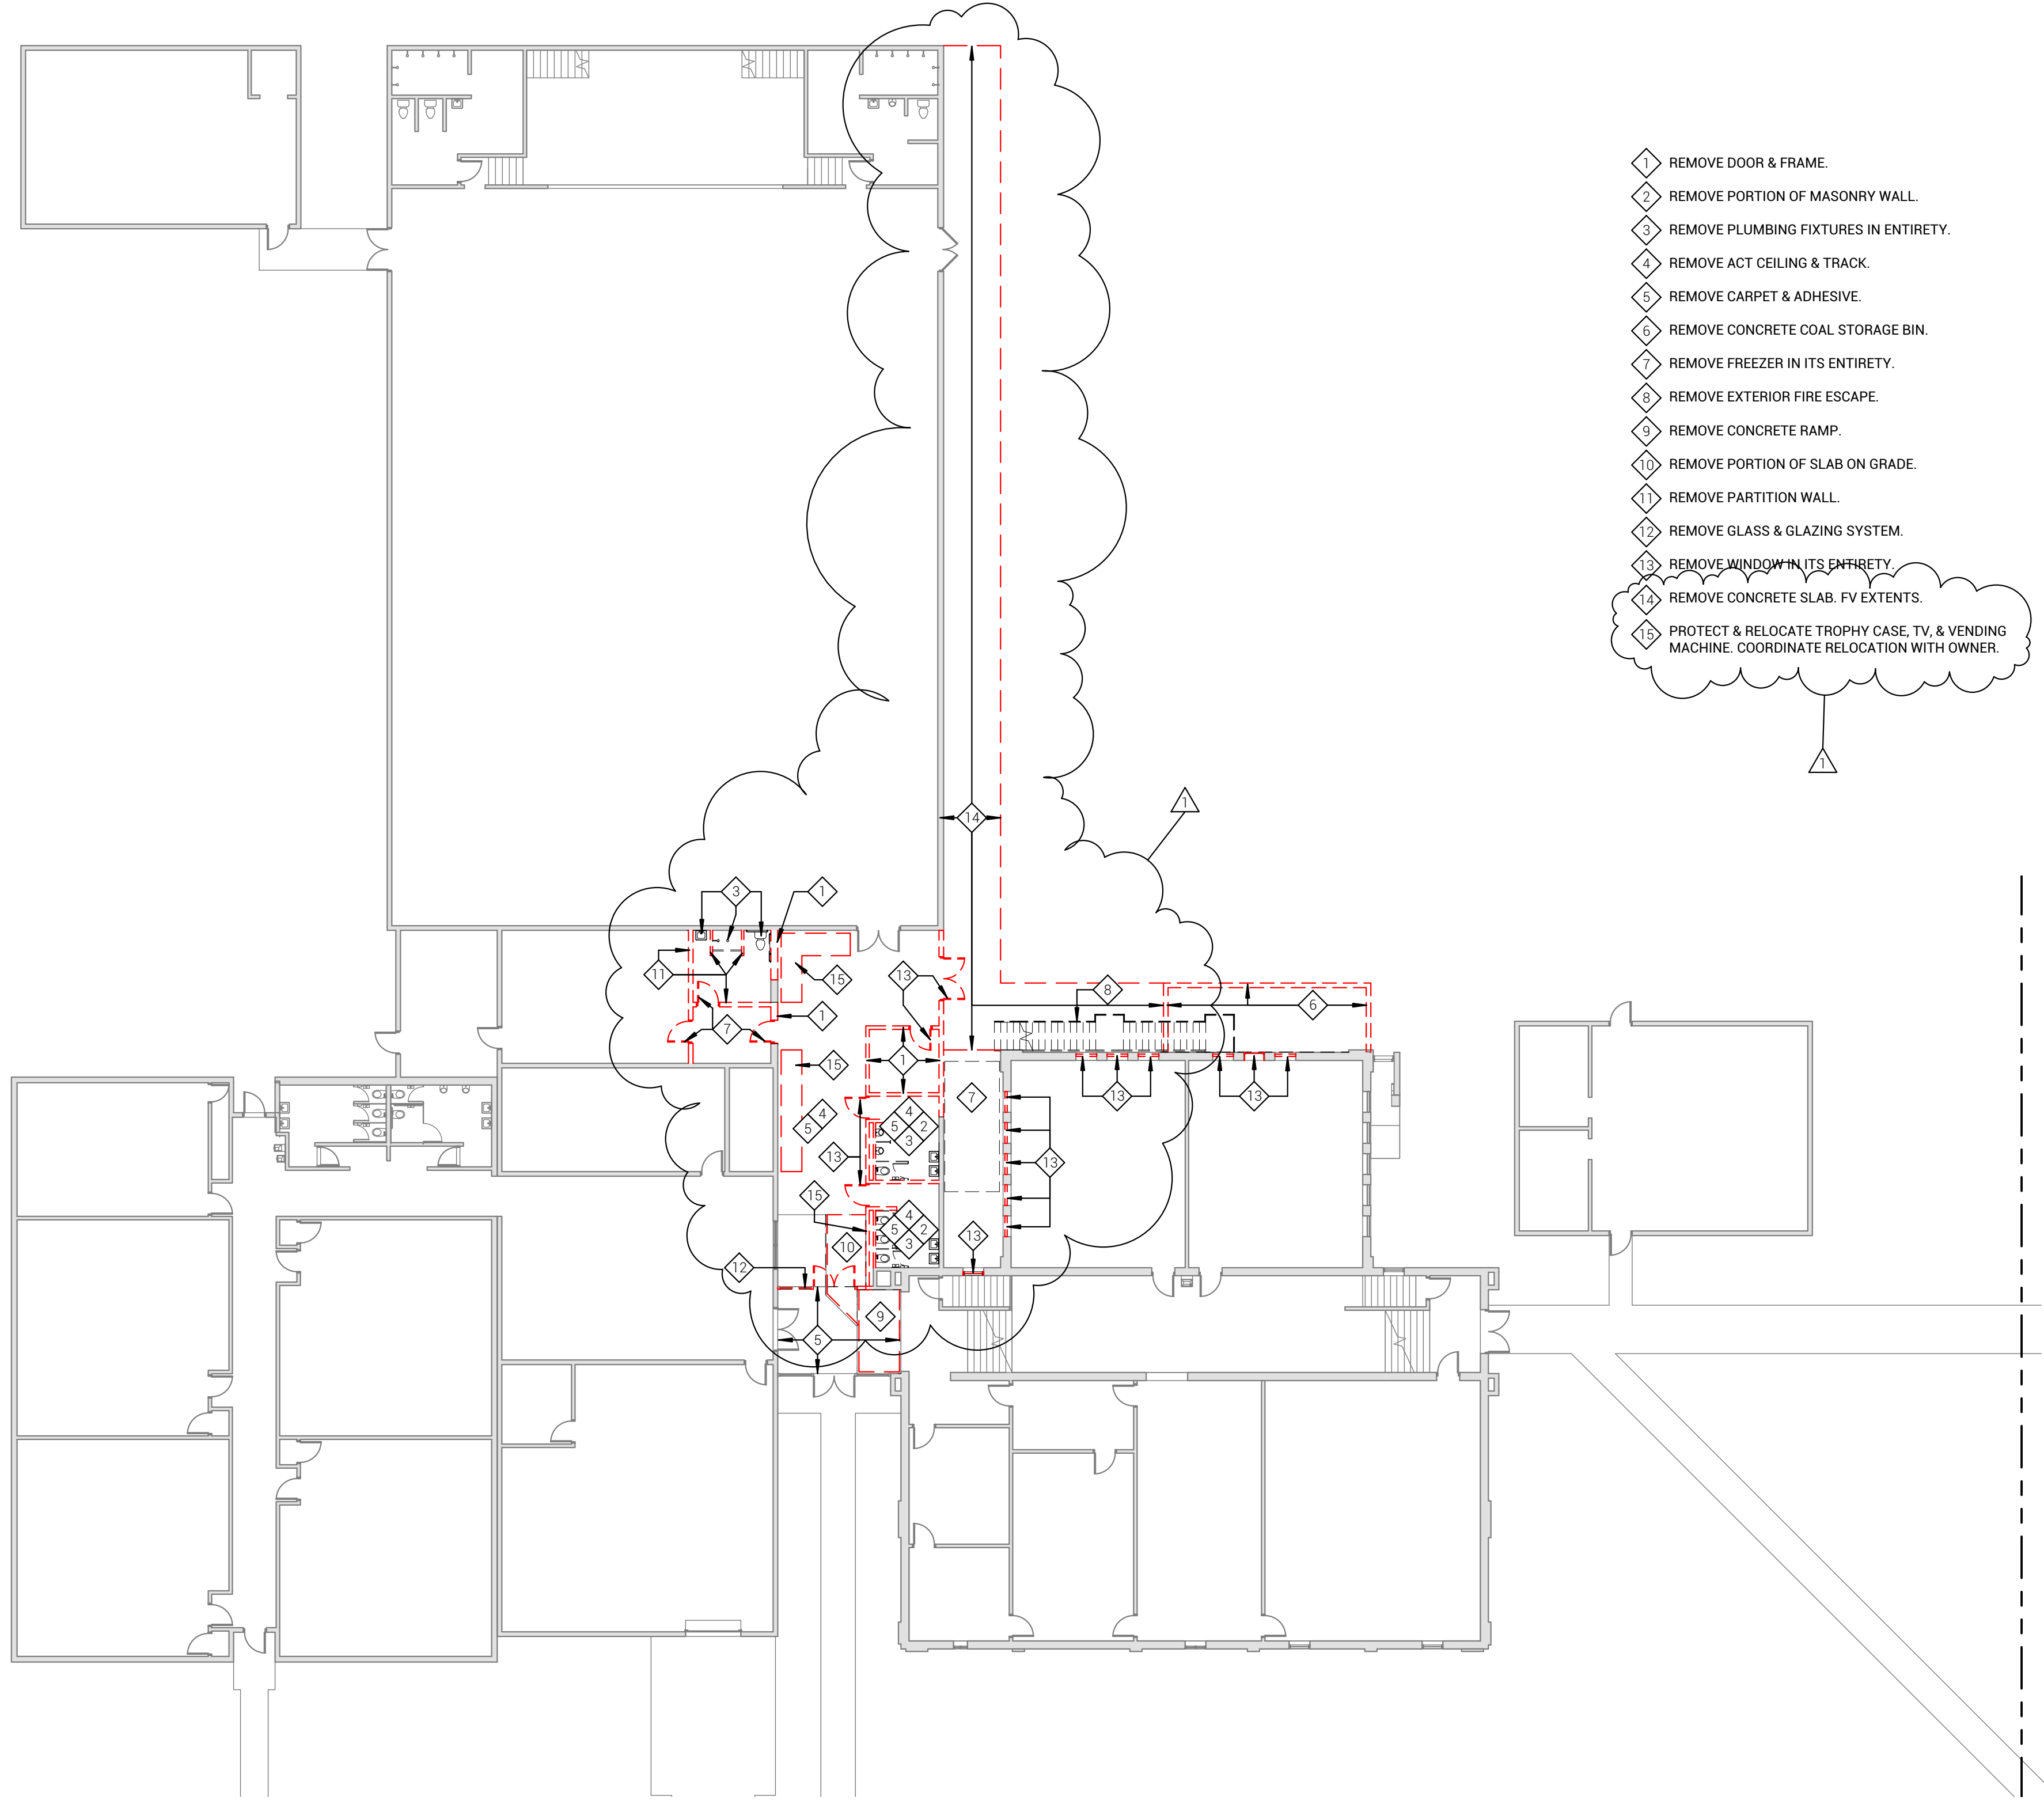 1 REMOVE DOOR & FRAME.
2 REMOVE PORTION OF MASONRY WALL.
3 REMOVE PLUMBING FIXTURES IN ENTIRETY.
4 REMOVE ACT CEILING & TRACK.
5 REMOVE CARPET & ADHESIVE.
6 REMOVE CONCRETE COAL STORAGE BIN.
7 REMOVE FREEZER IN ITS ENTIRETY.
8 REMOVE EXTERIOR FIRE ESCAPE.
9 REMOVE CONCRETE RAMP.
10 REMOVE PORTION OF SLAB ON GRADE.
11 REMOVE PARTITION WALL.
12 REMOVE GLASS & GLAZING SYSTEM.
13 REMOVE WINDOW IN ITS ENTIRETY.
14 REMOVE CONCRETE SLAB. FV EXTENTS.
15 PROTECT & RELOCATE TROPHY CASE, TV, & VENDING
MACHINE. COORDINATE RELOCATION WITH OWNER.
1
1
14
3
1
11
15
13
8
6
7
1
1
15
7
13
13
4
5
4
5
2
3
13
13
15
4
5
2
3
13
10
12
9
5